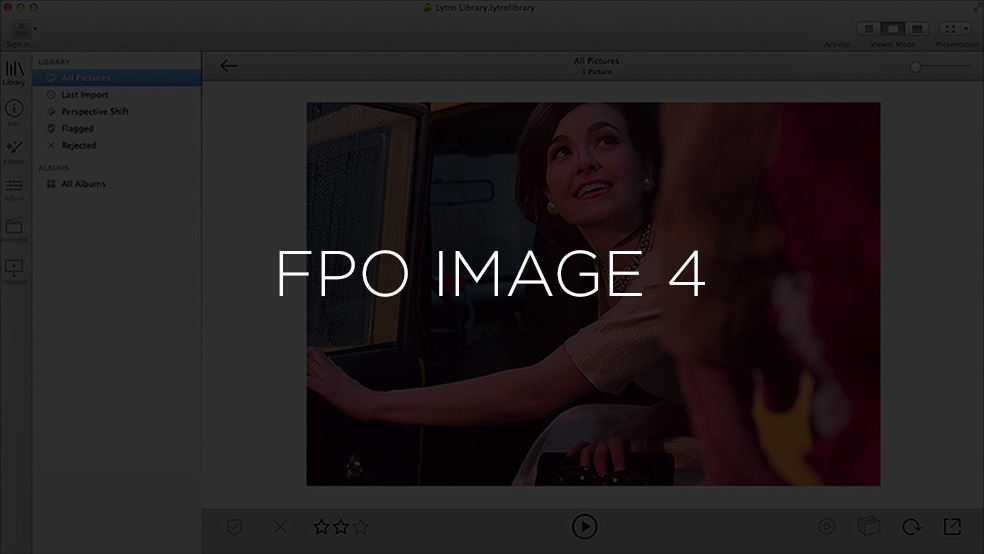 Lytro Library.lytrolibrary
Sign in
Activity
Viewer Mode
Presentation
Library
Info
Filters
Adjust
Animate
Present
LIBRARY
All Pictures
Last Import
Perspective Shift
Flagged
Rejected
ALBUMS
All Albums
All Pictures
1 Picture
FPO IMAGE 4